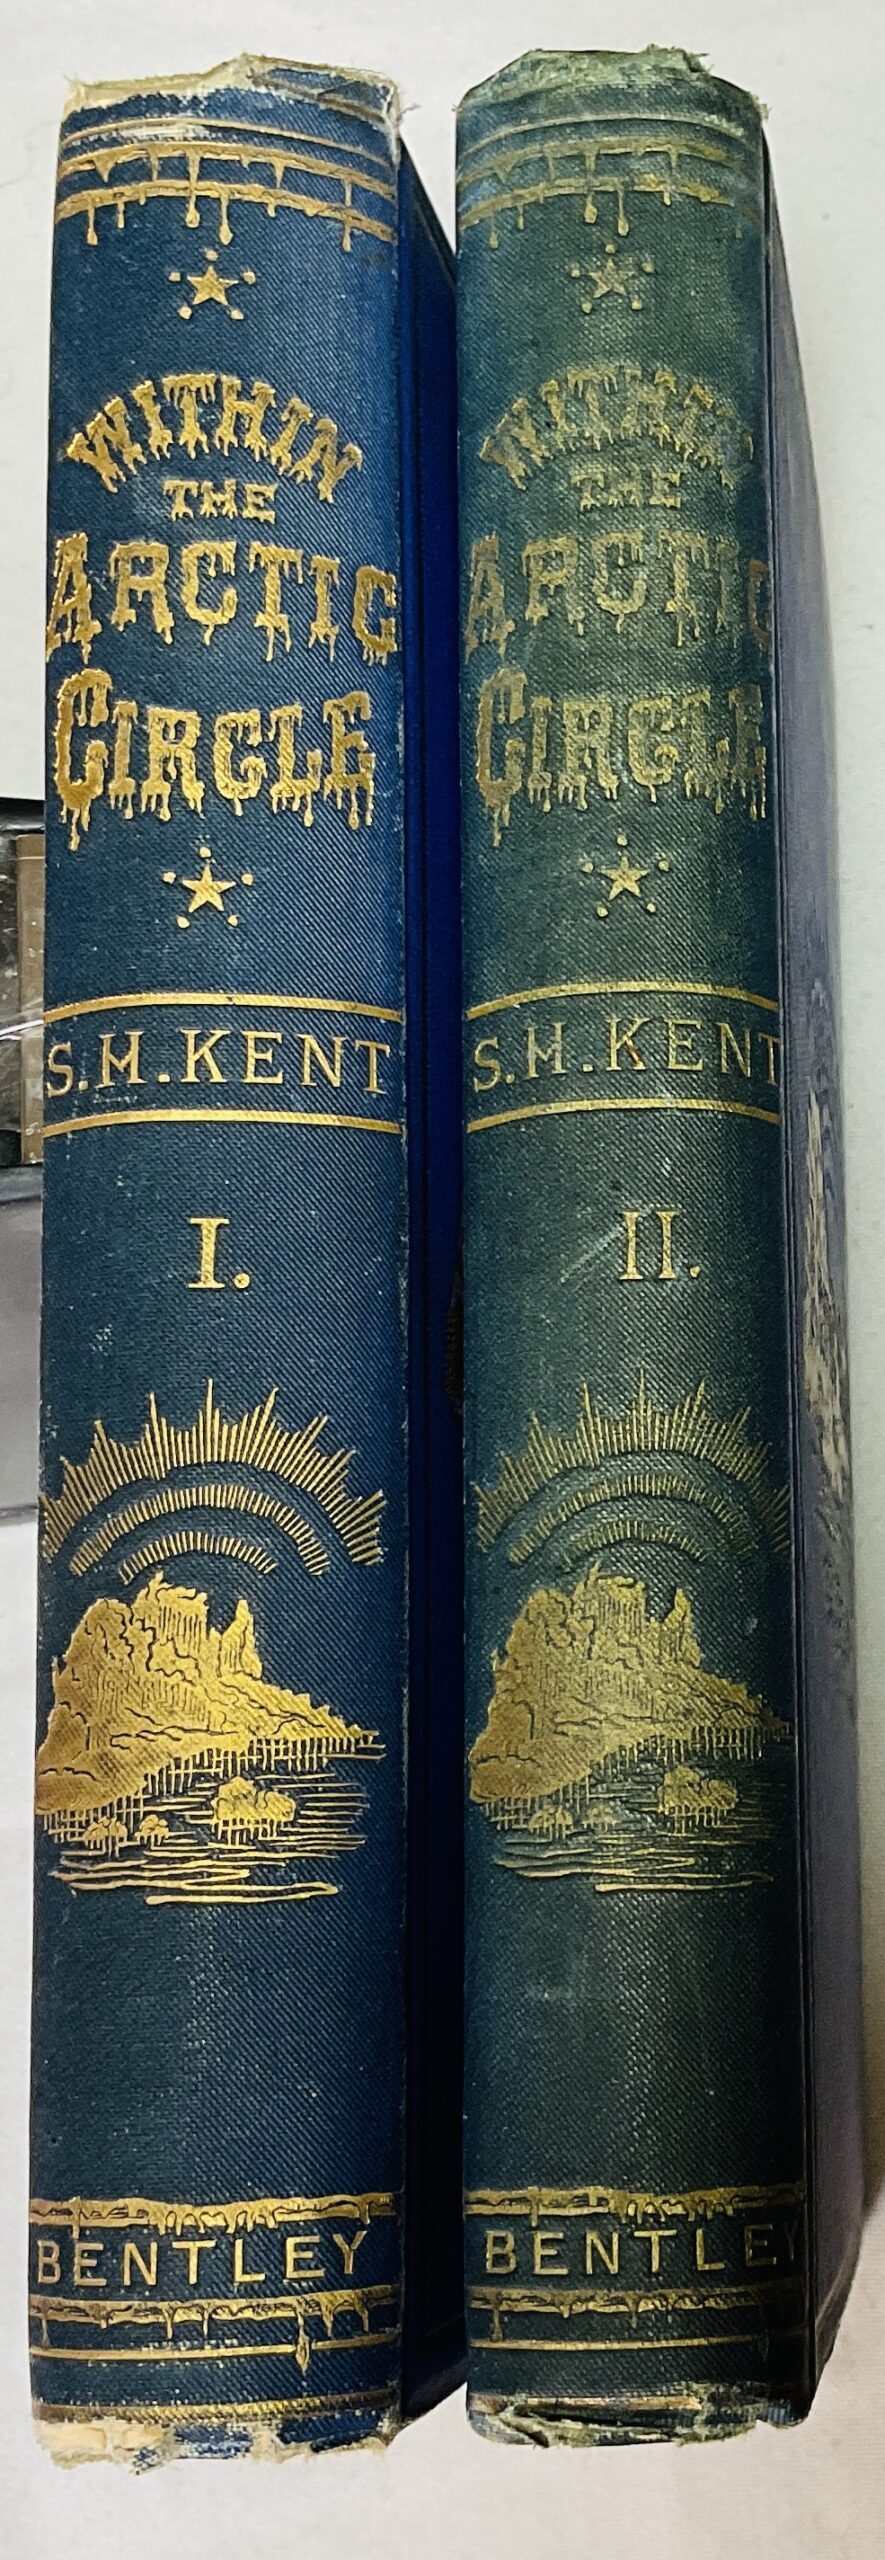 WITHIN
THE
ARCTIC
CIRCLE
S.H.KENT
I.
BENTLEY
WITHIN
THE
ARCTIC
CIRCLE
S.H.KENT
II.
BENTLEY